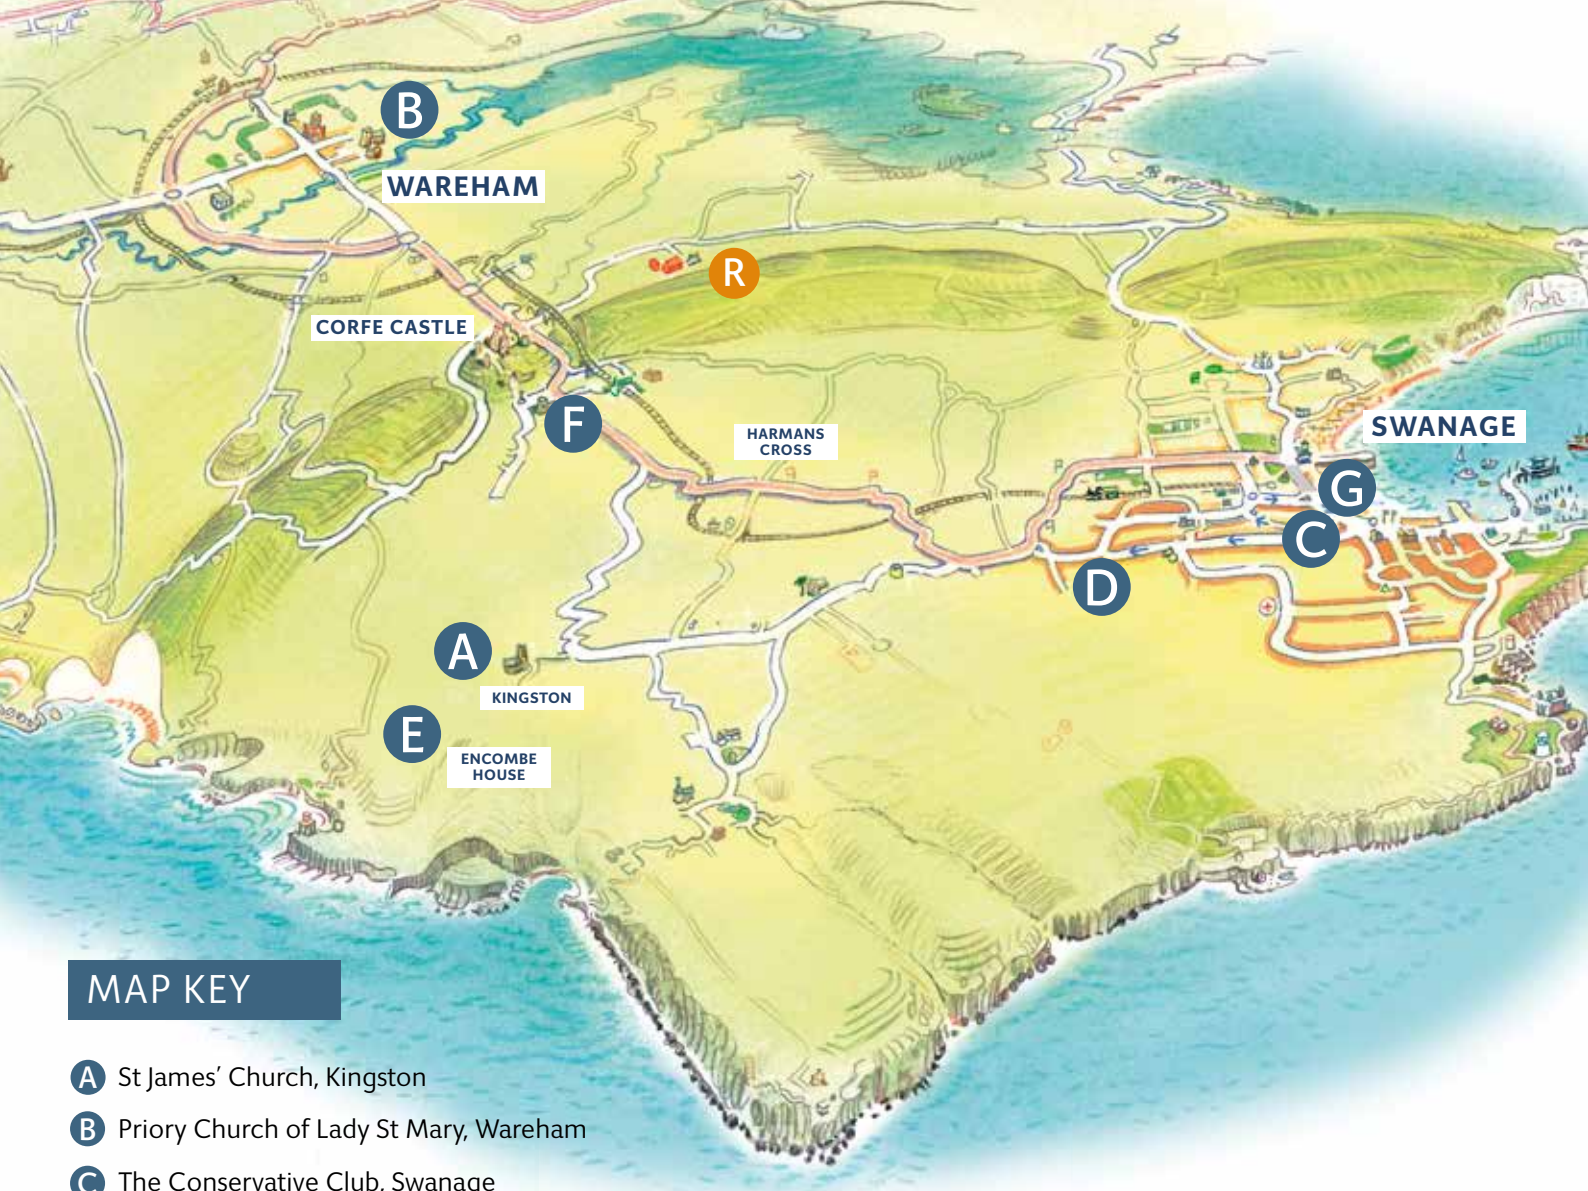 B
WAREHAM
R
CORFE CASTLE
F
HARMANS
CROSS
SWANAGE
G
C
D
A
KINGSTON
E
ENCOMBE
HOUSE
MAP KEY
A St James’ Church, Kingston
B Priory Church of Lady St Mary, Wareham
C The Conservative Club, Swanage